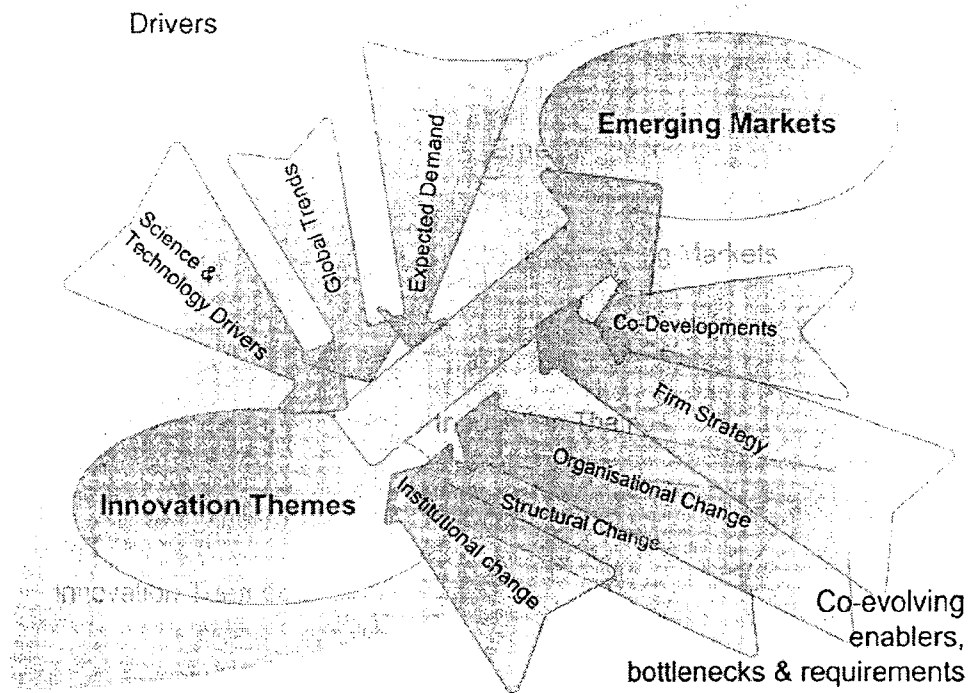 Drivers
Emerging Markets
Expected Demand
Global Trends
Science &
Technology Drivers
Markets
Co-Developments
Firm Strategy
Organisational Change
Structural Change
Institutional change
Innovation Themes
Co-evolving
enablers,
bottlenecks & requirements